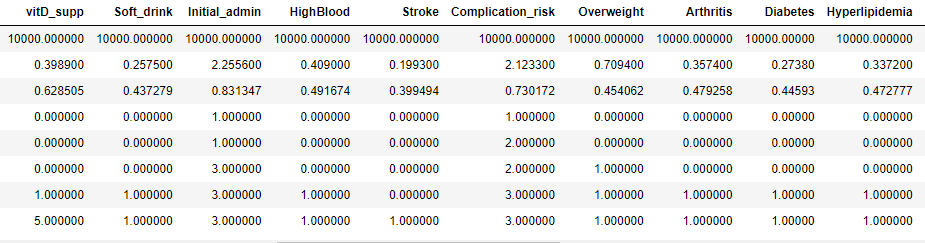 vitD_supp Soft_drink Initial_admin HighBlood Stroke Complication_risk Overweight Arthritis Diabetes Hyperlipidemia
10000.000000 10000.000000 10000.000000 10000.000000 10000.000000 10000.000000 10000.000000 10000.000000 10000.00000 10000.000000
0.398900 0.257500 2.255600 0.409000 0.199300 2.123300 0.709400 0.357400 0.27380 0.337200
0.628505 0.437279 0.831347 0.491674 0.399494 0.730172 0.454062 0.479258 0.44593 0.472777
0.000000 0.000000 1.000000 0.000000 0.000000 1.000000 0.000000 0.000000 0.00000 0.000000
0.000000 0.000000 1.000000 0.000000 0.000000 2.000000 0.000000 0.000000 0.00000 0.000000
0.000000 0.000000 3.000000 0.000000 0.000000 2.000000 1.000000 0.000000 0.00000 0.000000
1.000000 1.000000 3.000000 1.000000 0.000000 3.000000 1.000000 1.000000 1.00000 1.000000
5.000000 1.000000 3.000000 1.000000 1.000000 3.000000 1.000000 1.000000 1.00000 1.000000